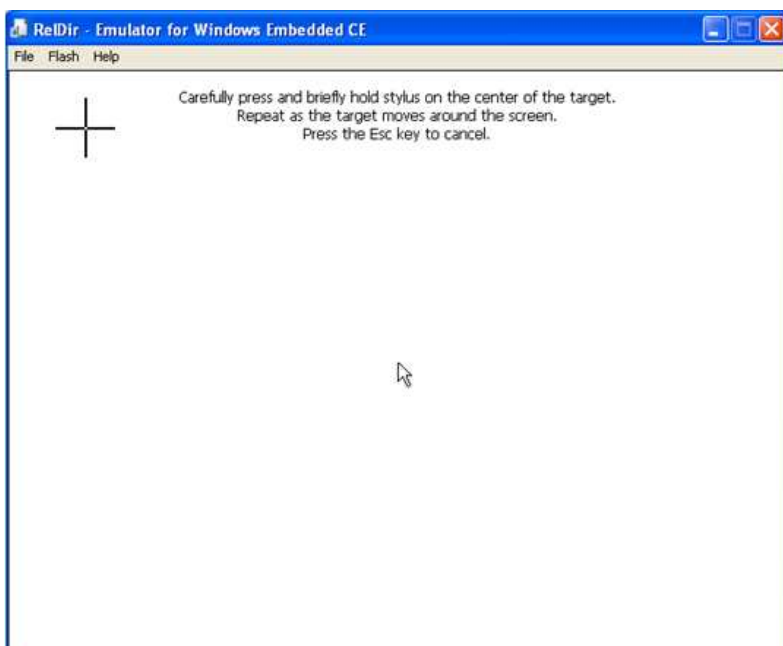 RelDir - Emulator for Windows Embedded CE
File Flash Help
Carefully press and briefly hold stylus on the center of the target.
Repeat as the target moves around the screen.
Press the Esc key to cancel.